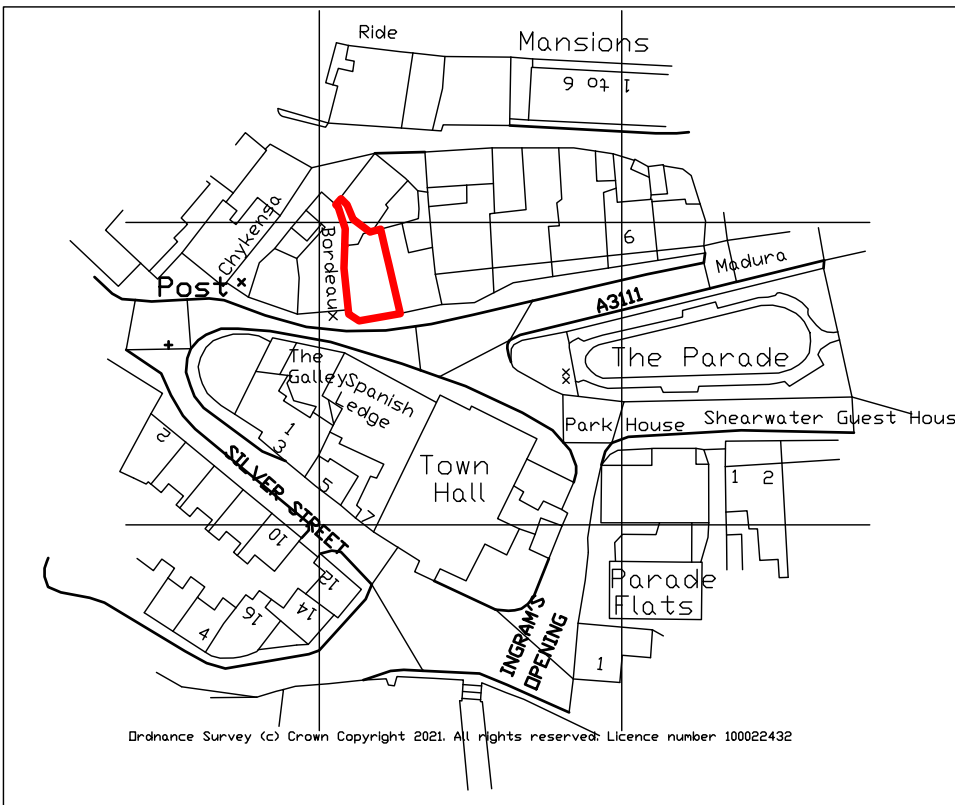 Ride
Mansions
1 to 6
Chykenga
Bordeaux
6
Madura
Post
A3111
The Parade
The
Galley
Spanish
Ledge
1
3
5
7
Park House
Shearwater Guest Hous
2
SILVER STREET
Town
Hall
1
2
10
12
14
16
4
Parade
Flats
INGRAM'S
OPENING
1
Ordnance Survey (c) Crown Copyright 2021. All rights reserved. Licence number 100022432